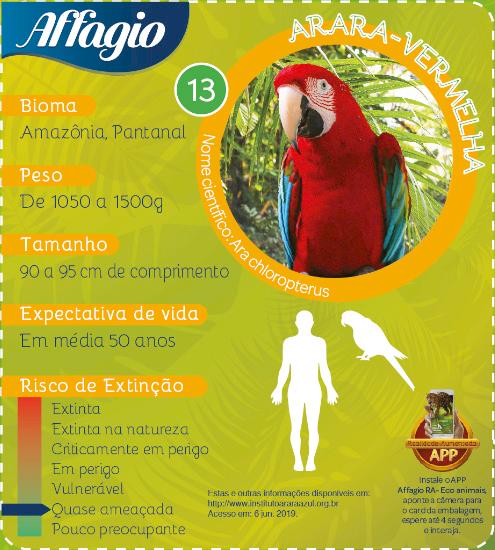 Affagio
ARARA-VERMELHA
13
Nome científico: Ara chloropterus
Bioma
Amazônia, Pantanal
Peso
De 1050 a 1500g
Tamanho
90 a 95 cm de comprimento
Expectativa de vida
Em média 50 anos
Risco de Extinção
Extinta
Extinta na natureza
Criticamente em perigo
Em perigo
Vulnerável
Quase ameaçada
Pouco preocupante
Estas e outras informações disponíveis em:
http://www.institutoararaazul.org.br
Acesso em: 6 jun. 2019.
Realidade Aumentada
APP
Instale o APP
Affagio RA- Eco animais,
aponte a câmera para
o card da embalagem,
espere até 4 segundos
e interaja.